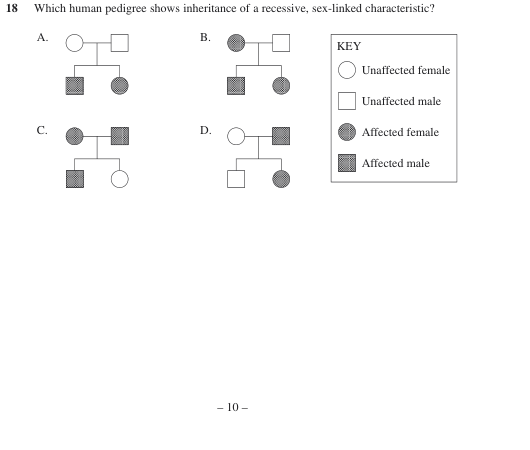 18 Which human pedigree shows inheritance of a recessive, sex-linked characteristic?
A.
B.
C.
D.
KEY
Unaffected female
Unaffected male
Affected female
Affected male
– 10 –